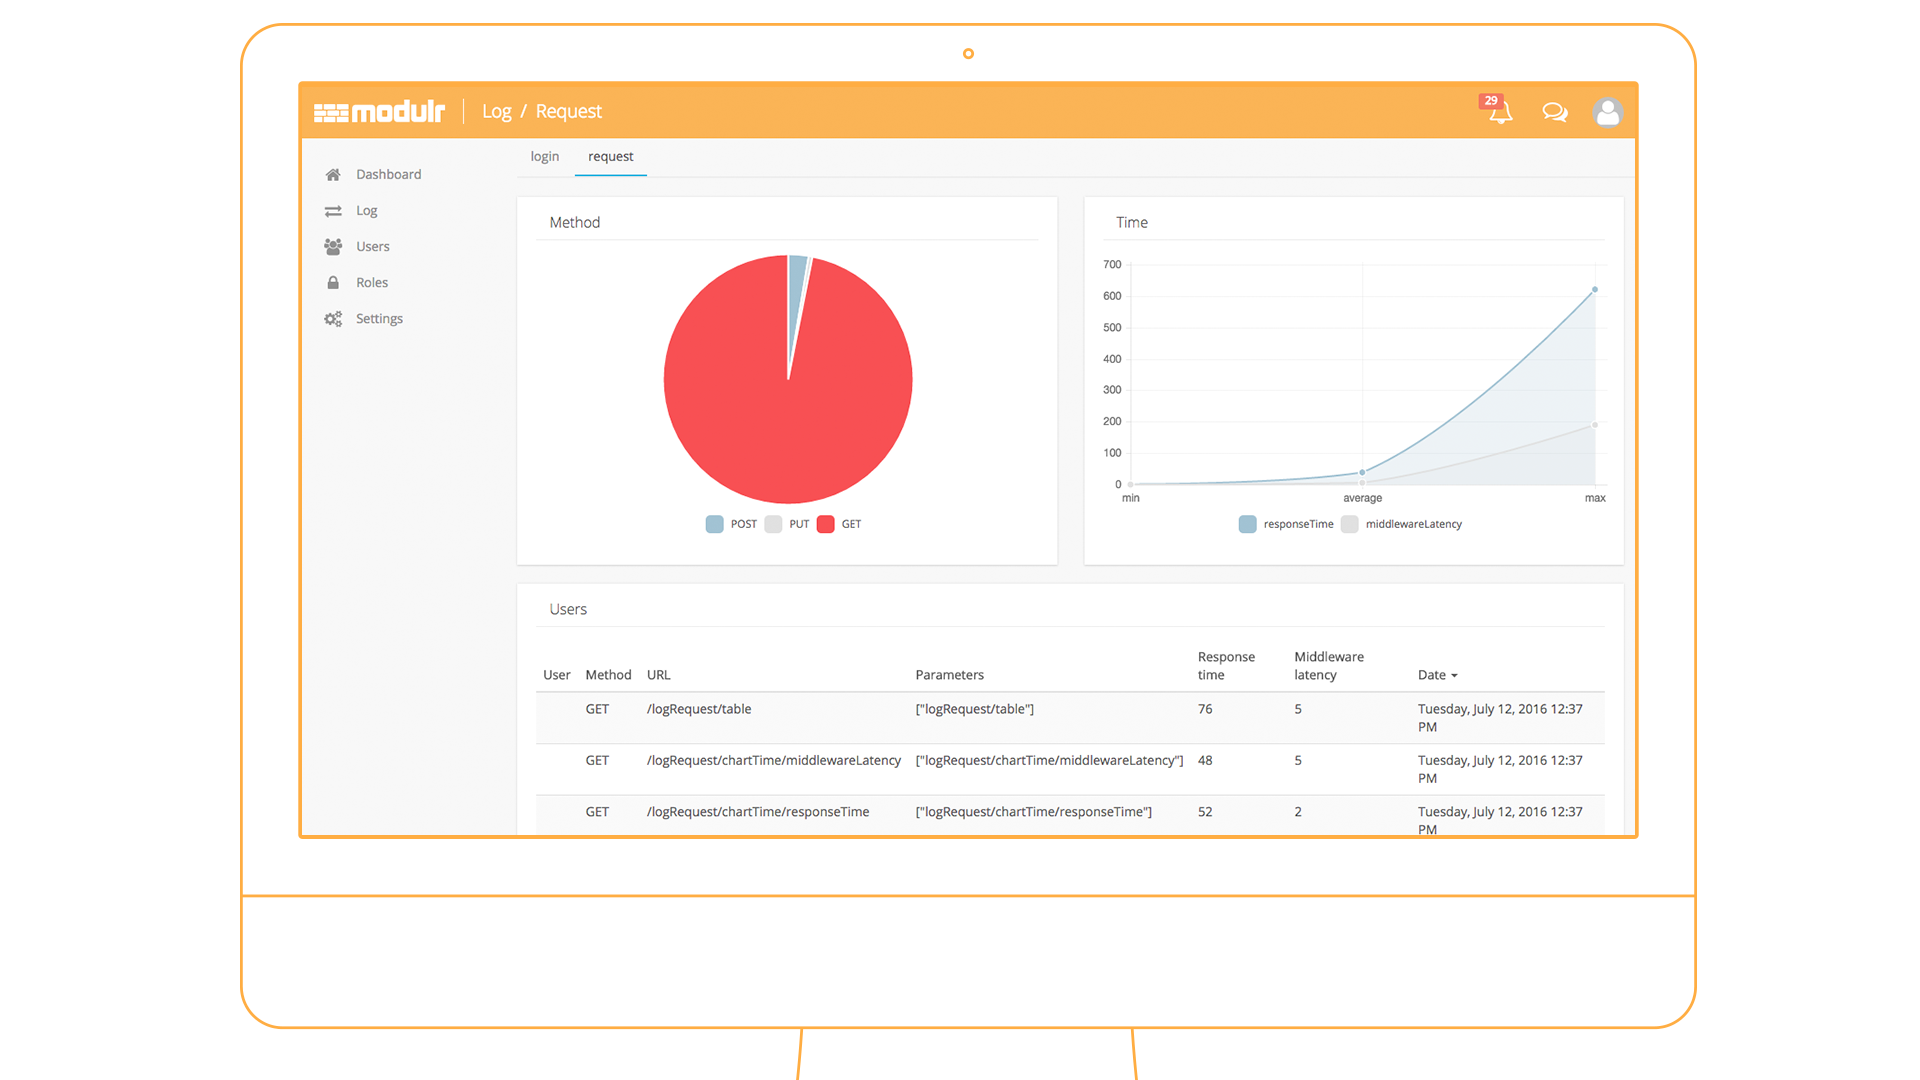 modulr
Log / Request
29
Dashboard
Log
Users
Roles
Settings
login
request
Method
POST
PUT
GET
Time
700
600
500
400
300
200
100
0
min
average
max
responseTime
middlewareLatency
Users
User Method URL Parameters Response time Middleware latency Date
GET /logRequest/table ["logRequest/table"] 76 5 Tuesday, July 12, 2016 12:37 PM
GET /logRequest/chartTime/middlewareLatency ["logRequest/chartTime/middlewareLatency"] 48 5 Tuesday, July 12, 2016 12:37 PM
GET /logRequest/chartTime/responseTime ["logRequest/chartTime/responseTime"] 52 2 Tuesday, July 12, 2016 12:37 PM